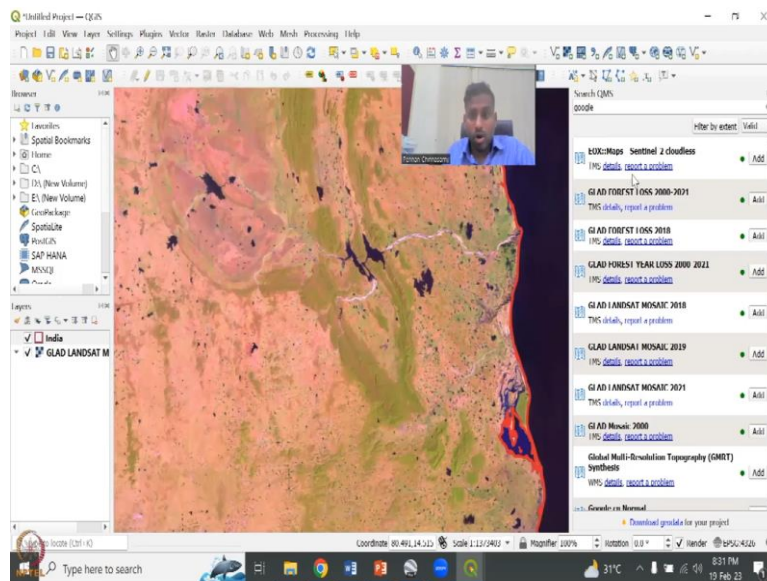 *Untitled Project — QGIS
Project Edit View Layer Settings Plugins Vector Raster Database Web Mesh Processing Help
Browser
Favorites
Spatial Bookmarks
Home
C:\
D:\ (New Volume)
E:\ (New Volume)
GeoPackage
SpatiaLite
PostGIS
SAP HANA
MSSQL
Layers
India
GLAD LANDSAT M
Search QMS
google
Filter by extent Valid
EOX::Maps Sentinel 2 cloudless
TMS details, report a problem
Add
GLAD FOREST LOSS 2000-2021
TMS details, report a problem
Add
GLAD FOREST LOSS 2018
TMS details, report a problem
Add
GLAD FOREST YEAR LOSS 2000 2021
TMS details, report a problem
Add
GLAD LANDSAT MOSAIC 2018
TMS details, report a problem
Add
GLAD LANDSAT MOSAIC 2019
TMS details, report a problem
Add
GLAD LANDSAT MOSAIC 2021
TMS details, report a problem
Add
GLAD Mosaic 2000
TMS details, report a problem
Add
Global Multi-Resolution Topography (GMRT)
Synthesis
WMS details, report a problem
Add
Google cn Normal
Download geodata for your project
to locate (Ctrl+K)
Coordinate 80.491,14.515 Scale 1:1373403 Magnifier 100% Rotation 0.0 ° Render EPSG:4326
NPTEL
Type here to search
31°C
8:31 PM
19 Feb 23